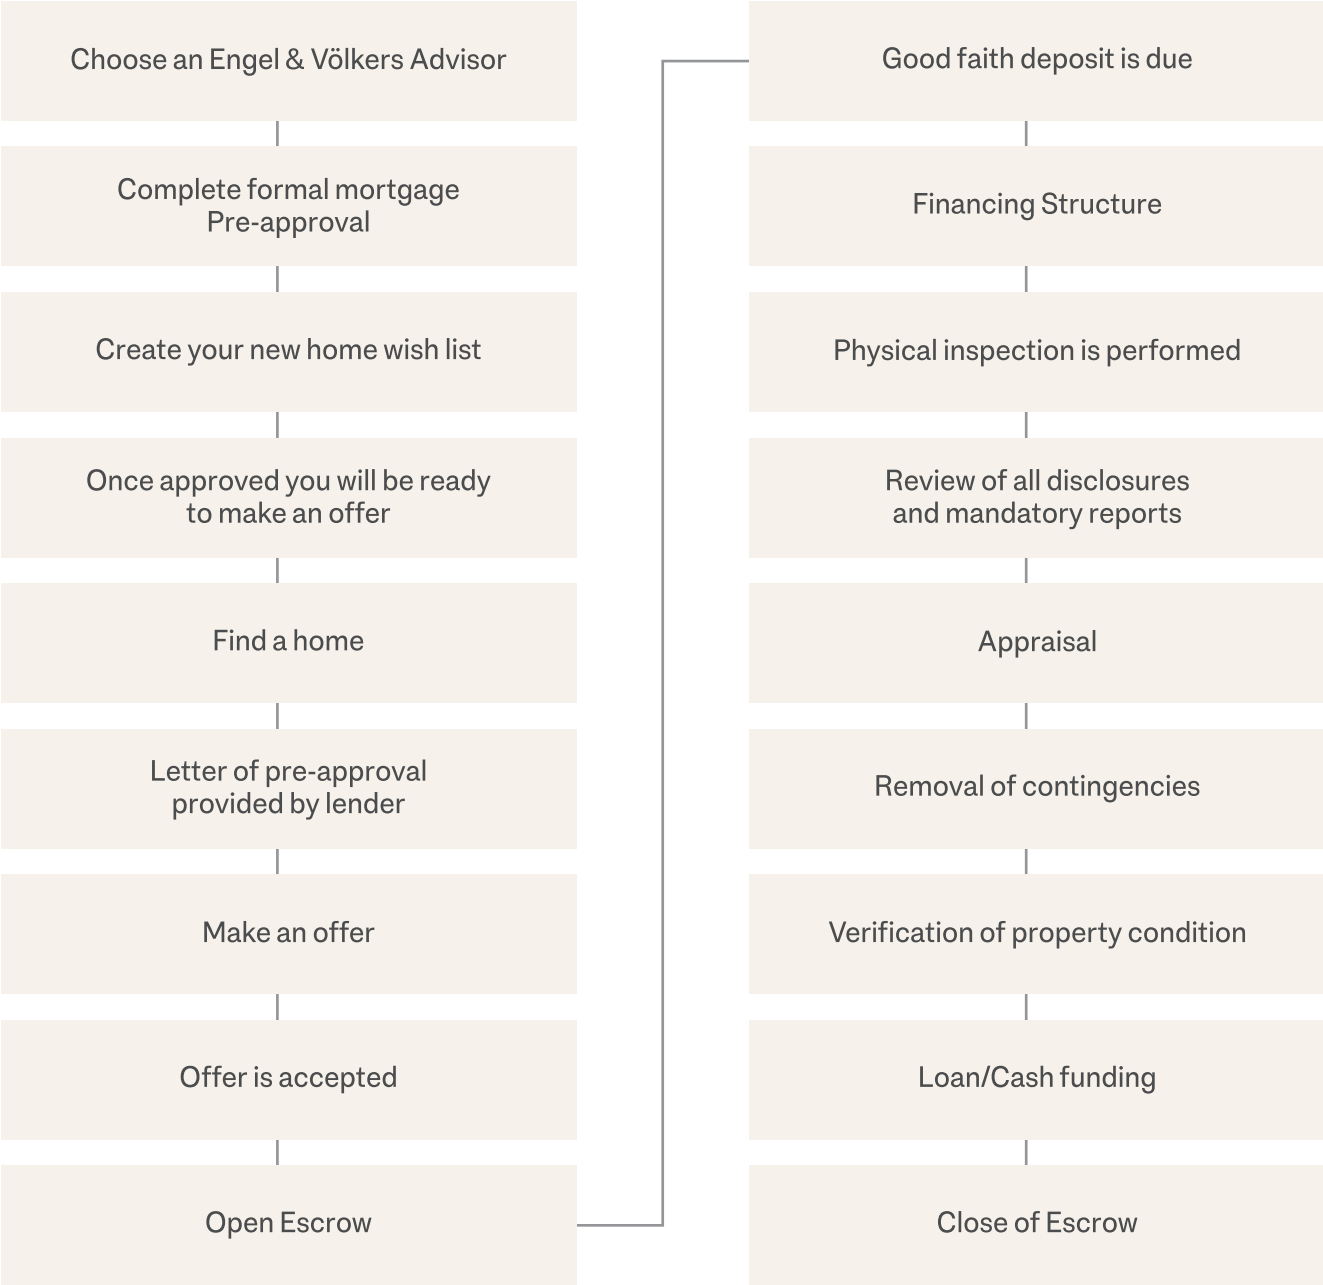 Choose an Engel & Völkers Advisor
Complete formal mortgage
Pre-approval
Create your new home wish list
Once approved you will be ready
to make an offer
Find a home
Letter of pre-approval
provided by lender
Make an offer
Offer is accepted
Open Escrow
Good faith deposit is due
Financing Structure
Physical inspection is performed
Review of all disclosures
and mandatory reports
Appraisal
Removal of contingencies
Verification of property condition
Loan/Cash funding
Close of Escrow